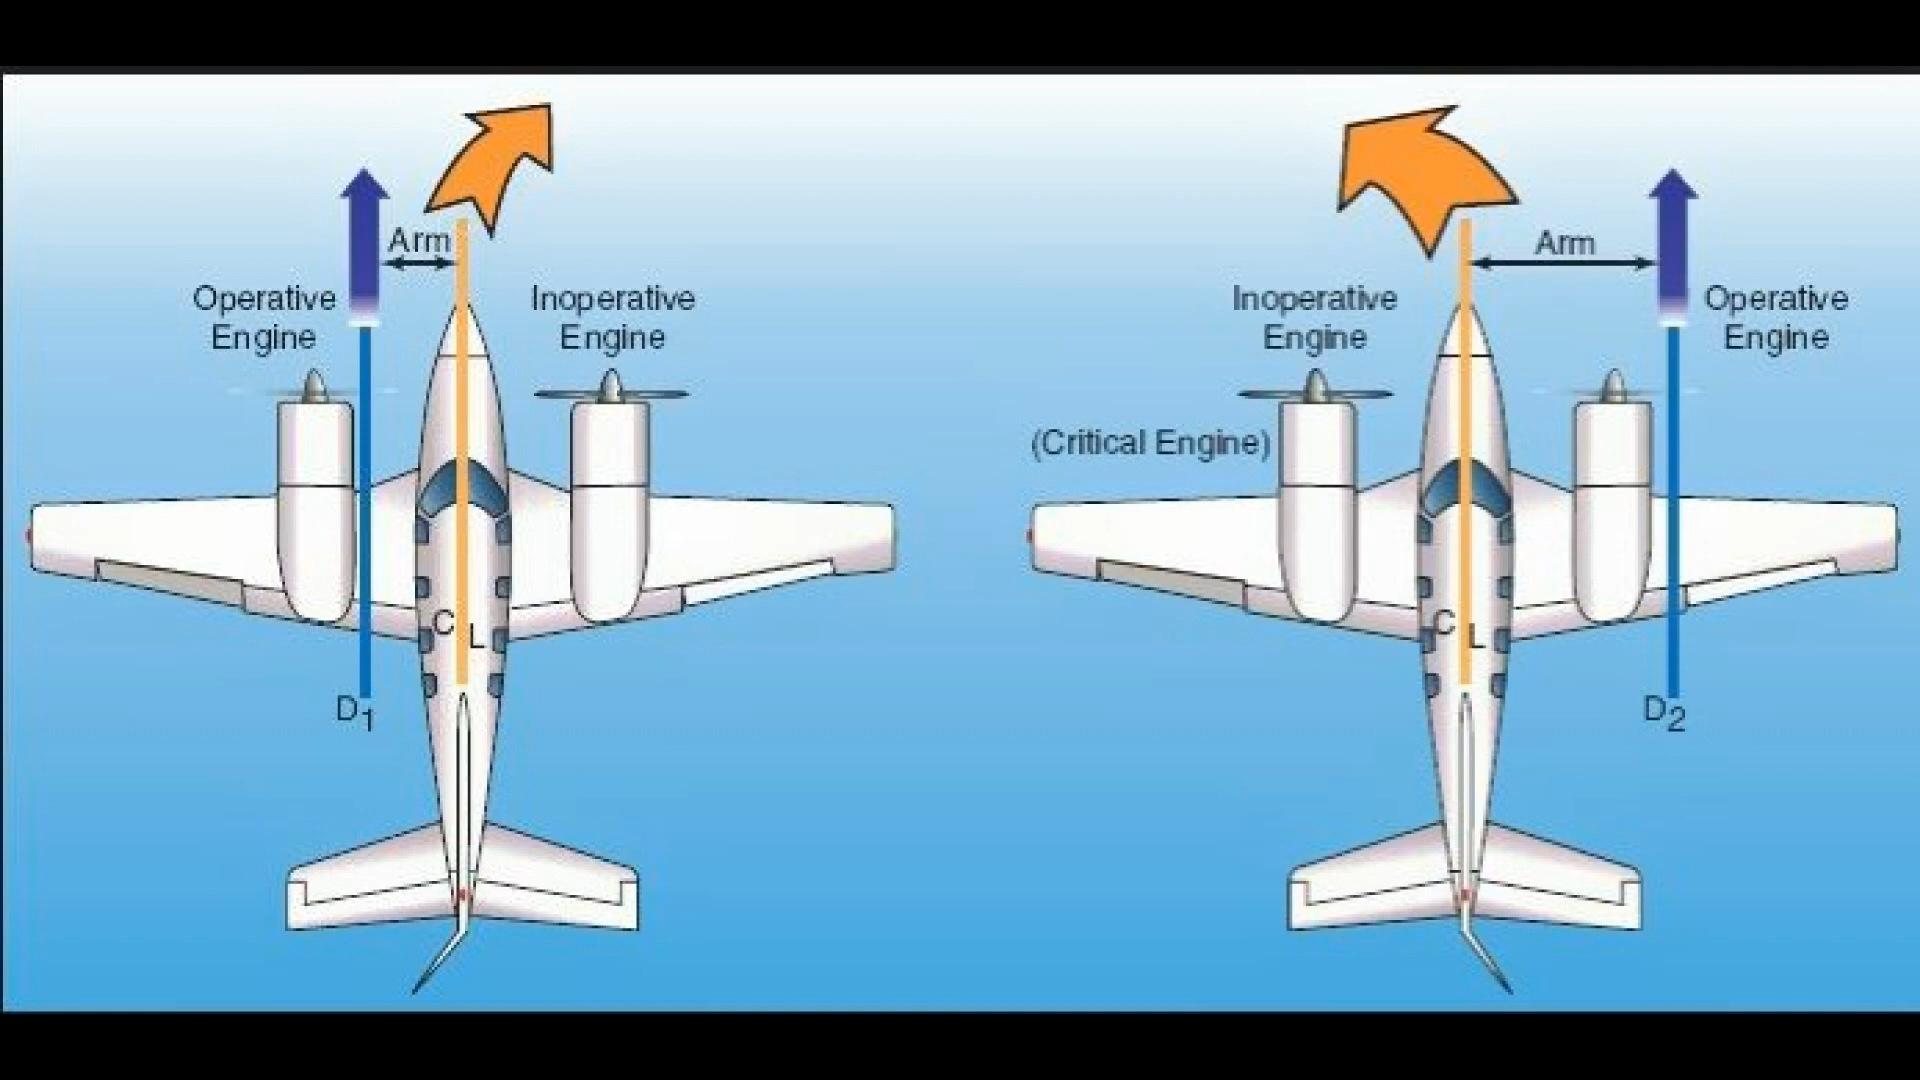 Arm
Operative
Engine
Inoperative
Engine
C
L
D1
Arm
Inoperative
Engine
Operative
Engine
(Critical Engine)
C
L
D2